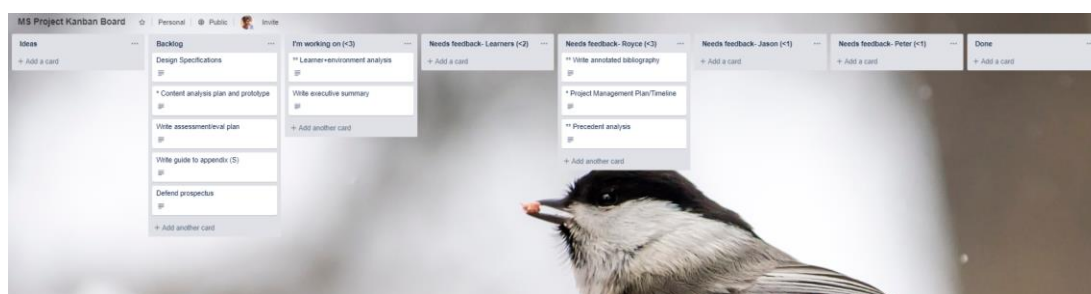 MS Project Kanban Board ☆ Personal Public Invite
Ideas
+ Add a card
Backlog
Design Specifications
* Content analysis plan and prototype
Write assessment/eval plan
Write guide to appendix (S)
Defend prospectus
+ Add another card
I'm working on (<3)
** Learner+environment analysis
Write executive summary
+ Add another card
Needs feedback- Learners (<2)
+ Add a card
Needs feedback- Royce (<3)
** Write annotated bibliography
* Project Management Plan/Timeline
** Precedent analysis
+ Add another card
Needs feedback- Jason (<1)
+ Add a card
Needs feedback- Peter (<1)
+ Add a card
Done
+ Add a card